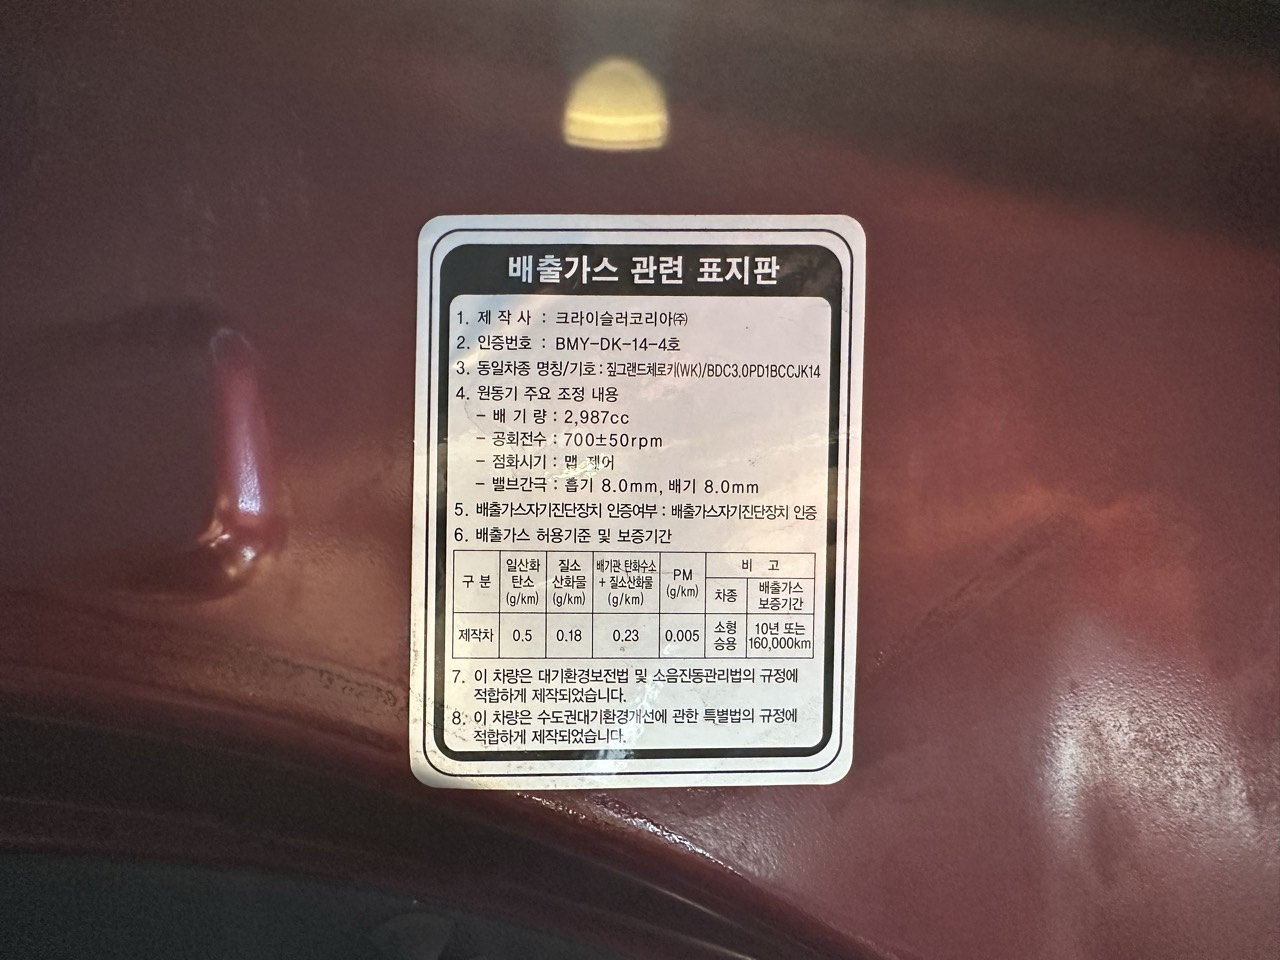 배출가스 관련 표지판
1. 제 작 사 : 크라이슬러코리아㈜
2. 인증번호 : BMY-DK-14-4호
3. 동일차종 명칭/기호 : 짚그랜드체로키(WK)/BDC3.0PD1BCCJK14
4. 원동기 주요 조정 내용
- 배 기 량 : 2,987cc
- 공회전수 : 700±50rpm
- 점화시기 : 맵 제어
- 밸브간극 : 흡기 8.0mm, 배기 8.0mm
5. 배출가스자기진단장치 인증여부 : 배출가스자기진단장치 인증
6. 배출가스 허용기준 및 보증기간
구 분 일산화탄소 (g/km) 질소산화물 (g/km) 배기관 탄화수소 + 질소산화물 (g/km) PM (g/km) 비 고
차종 배출가스 보증기간
제작차 0.5 0.18 0.23 0.005 소형승용 10년 또는 160,000km
7. 이 차량은 대기환경보전법 및 소음진동관리법의 규정에
적합하게 제작되었습니다.
8. 이 차량은 수도권대기환경개선에 관한 특별법의 규정에
적합하게 제작되었습니다.